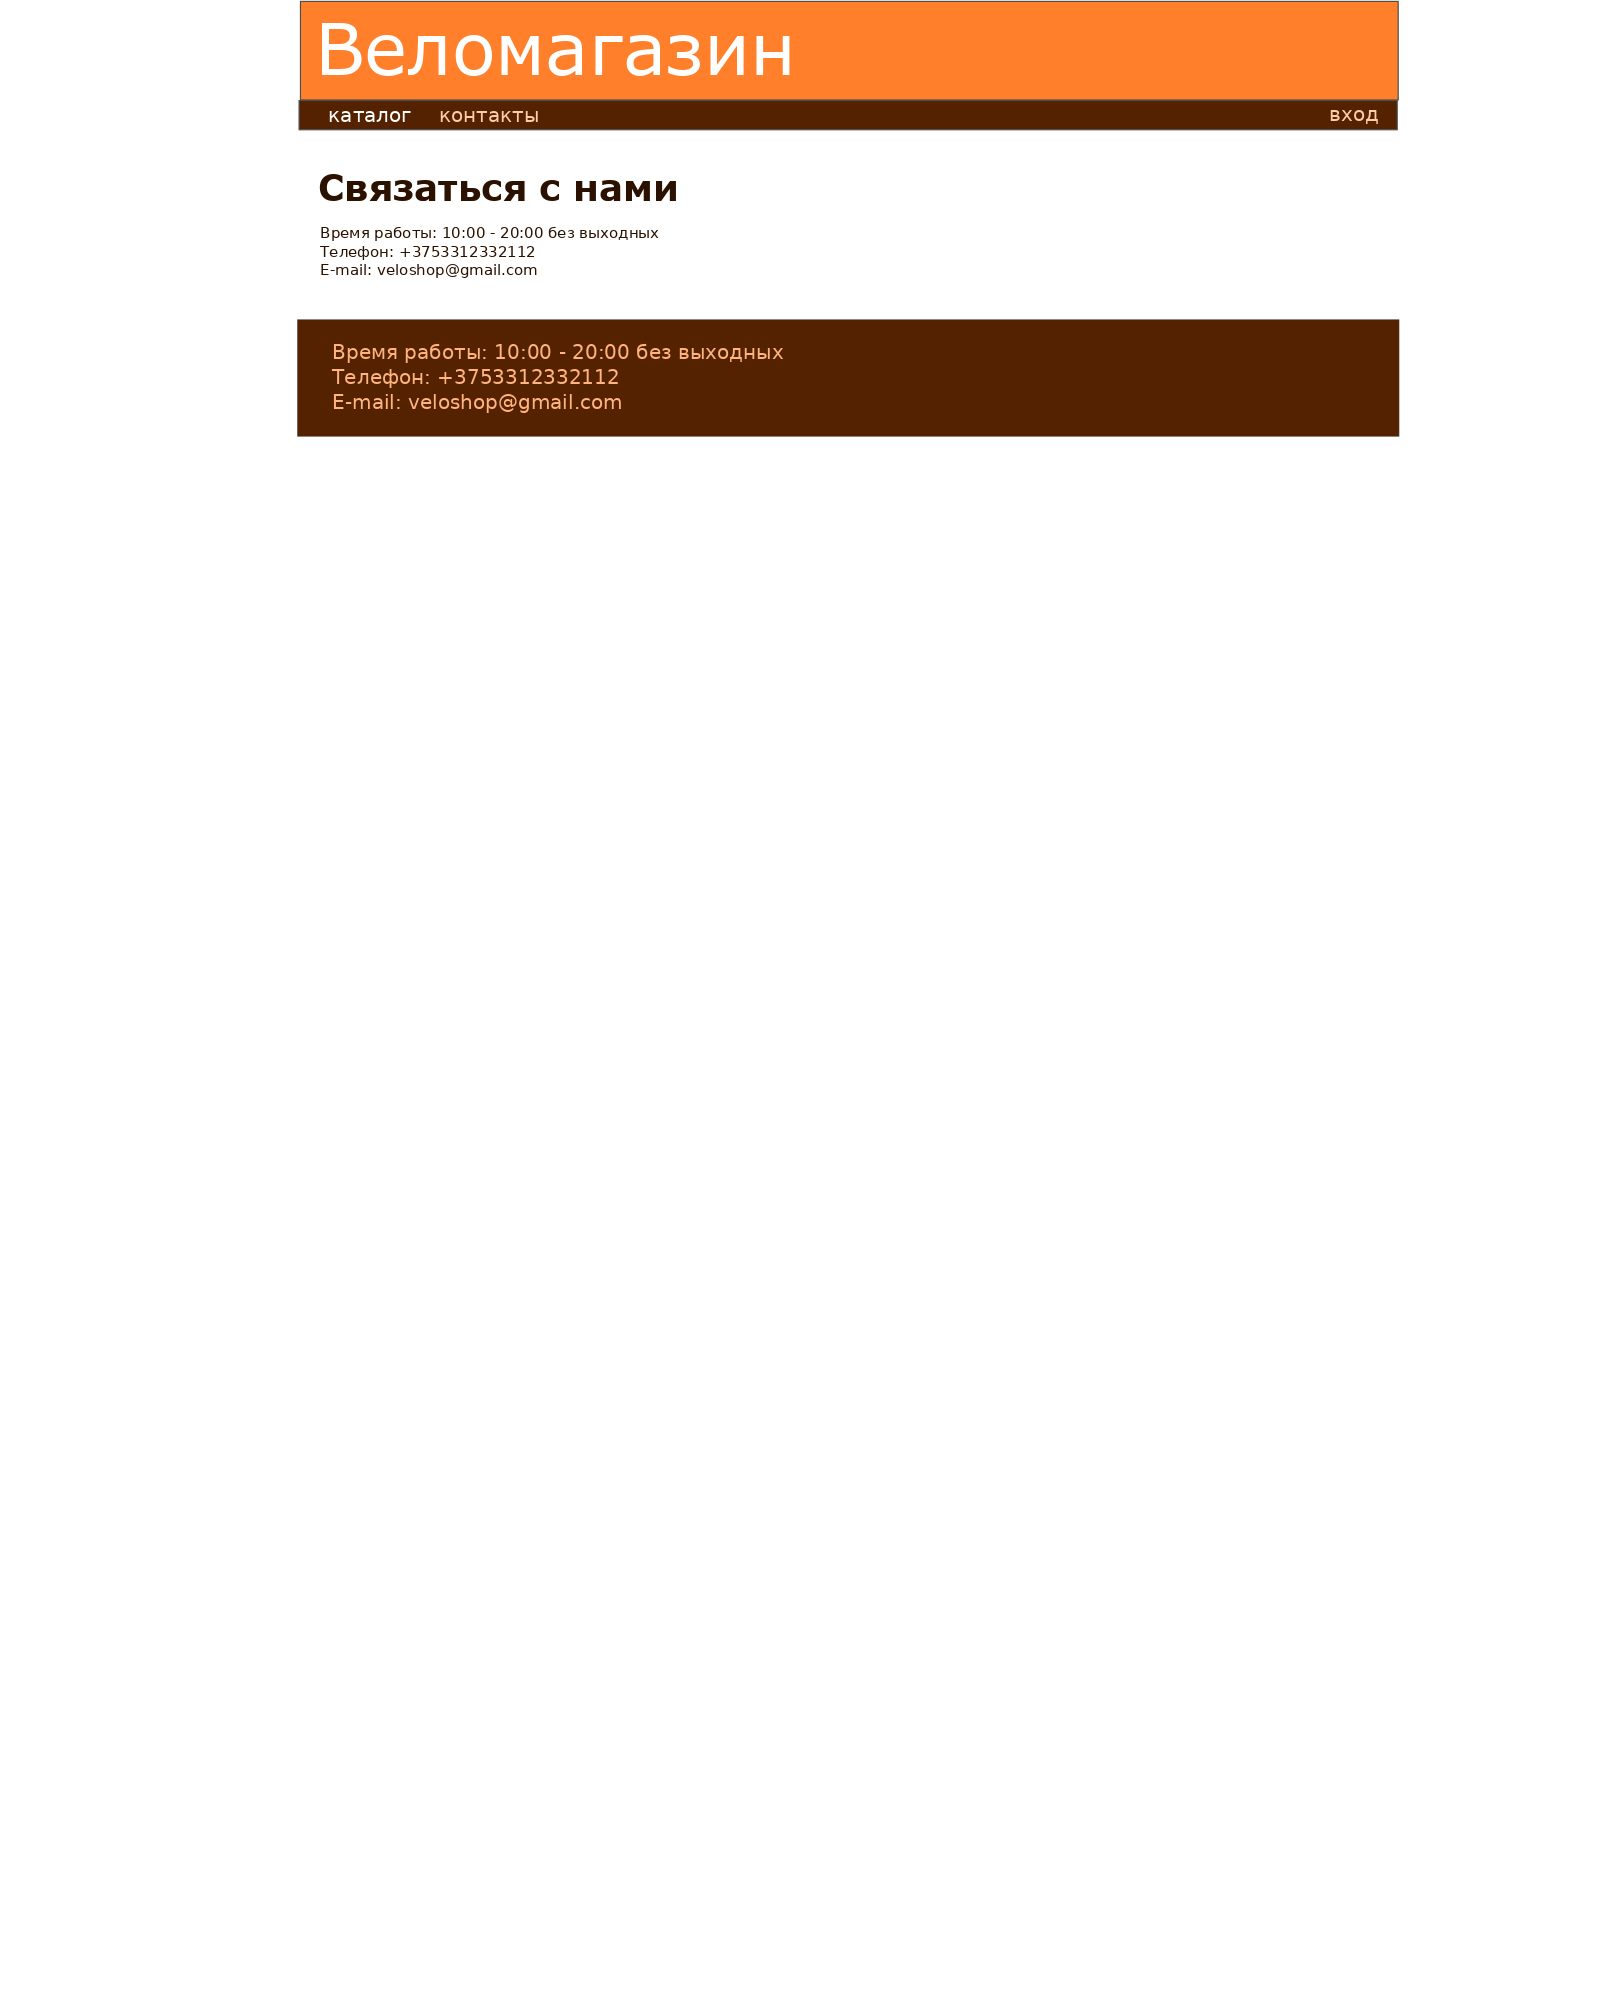 Веломагазин
каталог контакты вход
Связаться с нами
Время работы: 10:00 - 20:00 без выходных
Телефон: +3753312332112
E-mail: veloshop@gmail.com
Время работы: 10:00 - 20:00 без выходных
Телефон: +3753312332112
E-mail: veloshop@gmail.com